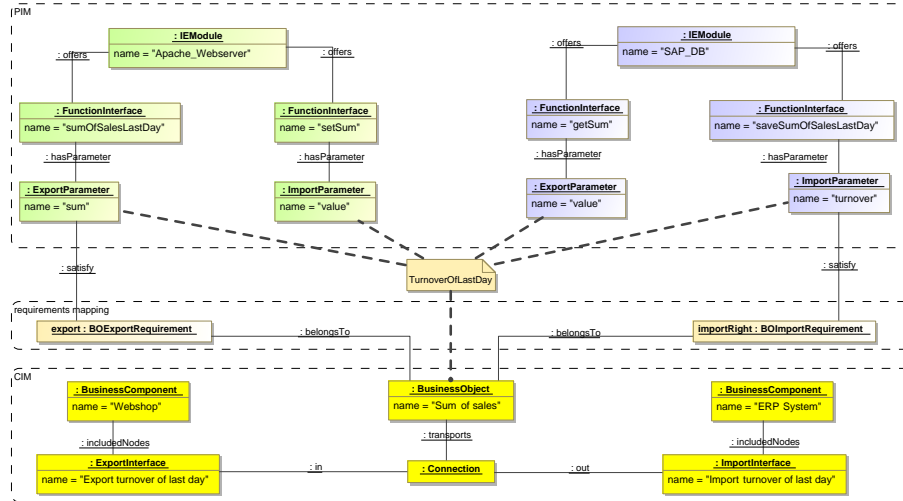 PIM
: IEModule
name = "Apache_Webserver"
: IEModule
name = "SAP_DB"
: offers
: offers
: offers
: offers
: FunctionInterface
name = "sumOfSalesLastDay"
: FunctionInterface
name = "setSum"
: FunctionInterface
name = "getSum"
: FunctionInterface
name = "saveSumOfSalesLastDay"
: hasParameter
: hasParameter
: hasParameter
: hasParameter
: ExportParameter
name = "sum"
: ImportParameter
name = "value"
: ExportParameter
name = "value"
: ImportParameter
name = "turnover"
: satisfy
TurnoverOfLastDay
: satisfy
requirements mapping
export : BOExportRequirement
: belongsTo
: belongsTo
importRight : BOImportRequirement
CIM
: BusinessComponent
name = "Webshop"
: BusinessObject
name = "Sum of sales"
: BusinessComponent
name = "ERP System"
: includedNodes
: transports
: includedNodes
: ExportInterface
name = "Export turnover of last day"
: in
: Connection
: out
: ImportInterface
name = "Import turnover of last day"